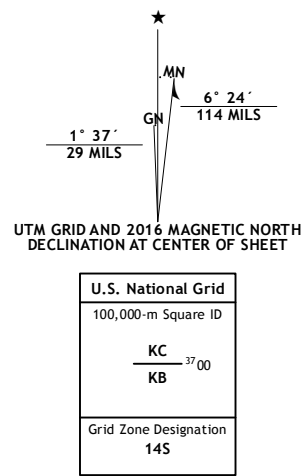 ★
MN
GN
6° 24´
114 MILS
1° 37´
29 MILS
UTM GRID AND 2016 MAGNETIC NORTH
DECLINATION AT CENTER OF SHEET
U.S. National Grid
100,000-m Square ID
KC
3700
KB
Grid Zone Designation
14S